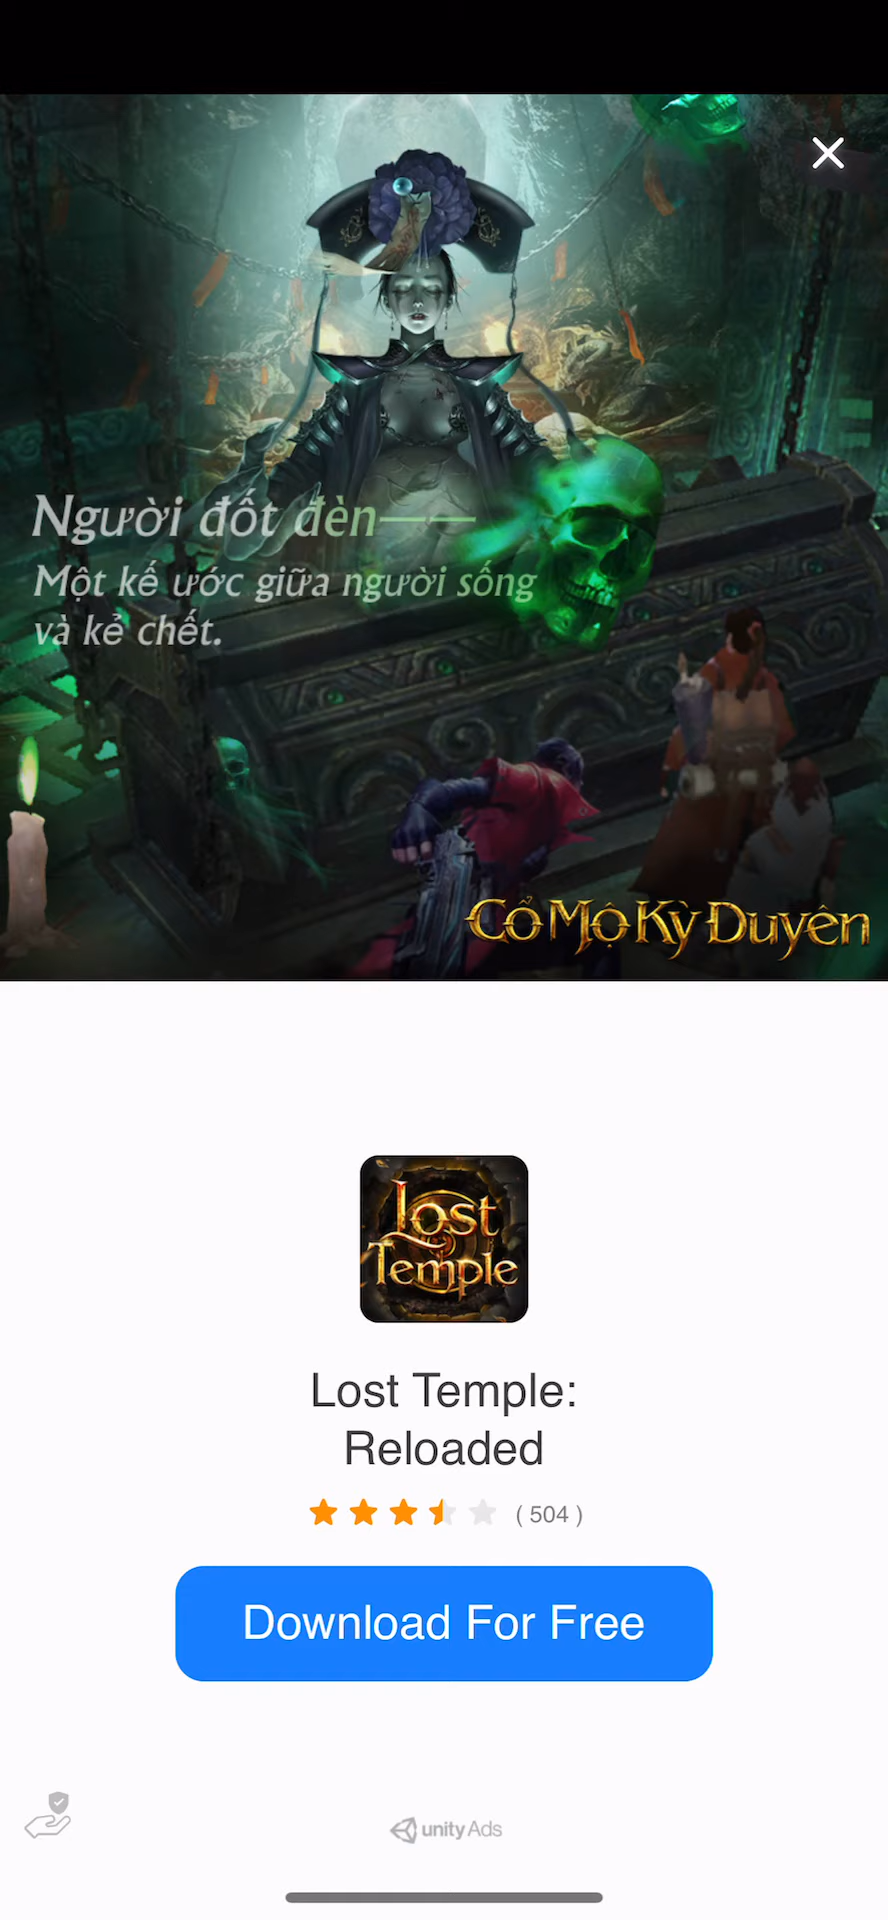 Người đốt đèn——
Một kế ước giữa người sống
và kẻ chết.
Cổ Mộ Kỳ Duyên
Lost
Temple
Lost Temple:
Reloaded
( 504 )
Download For Free
unity Ads